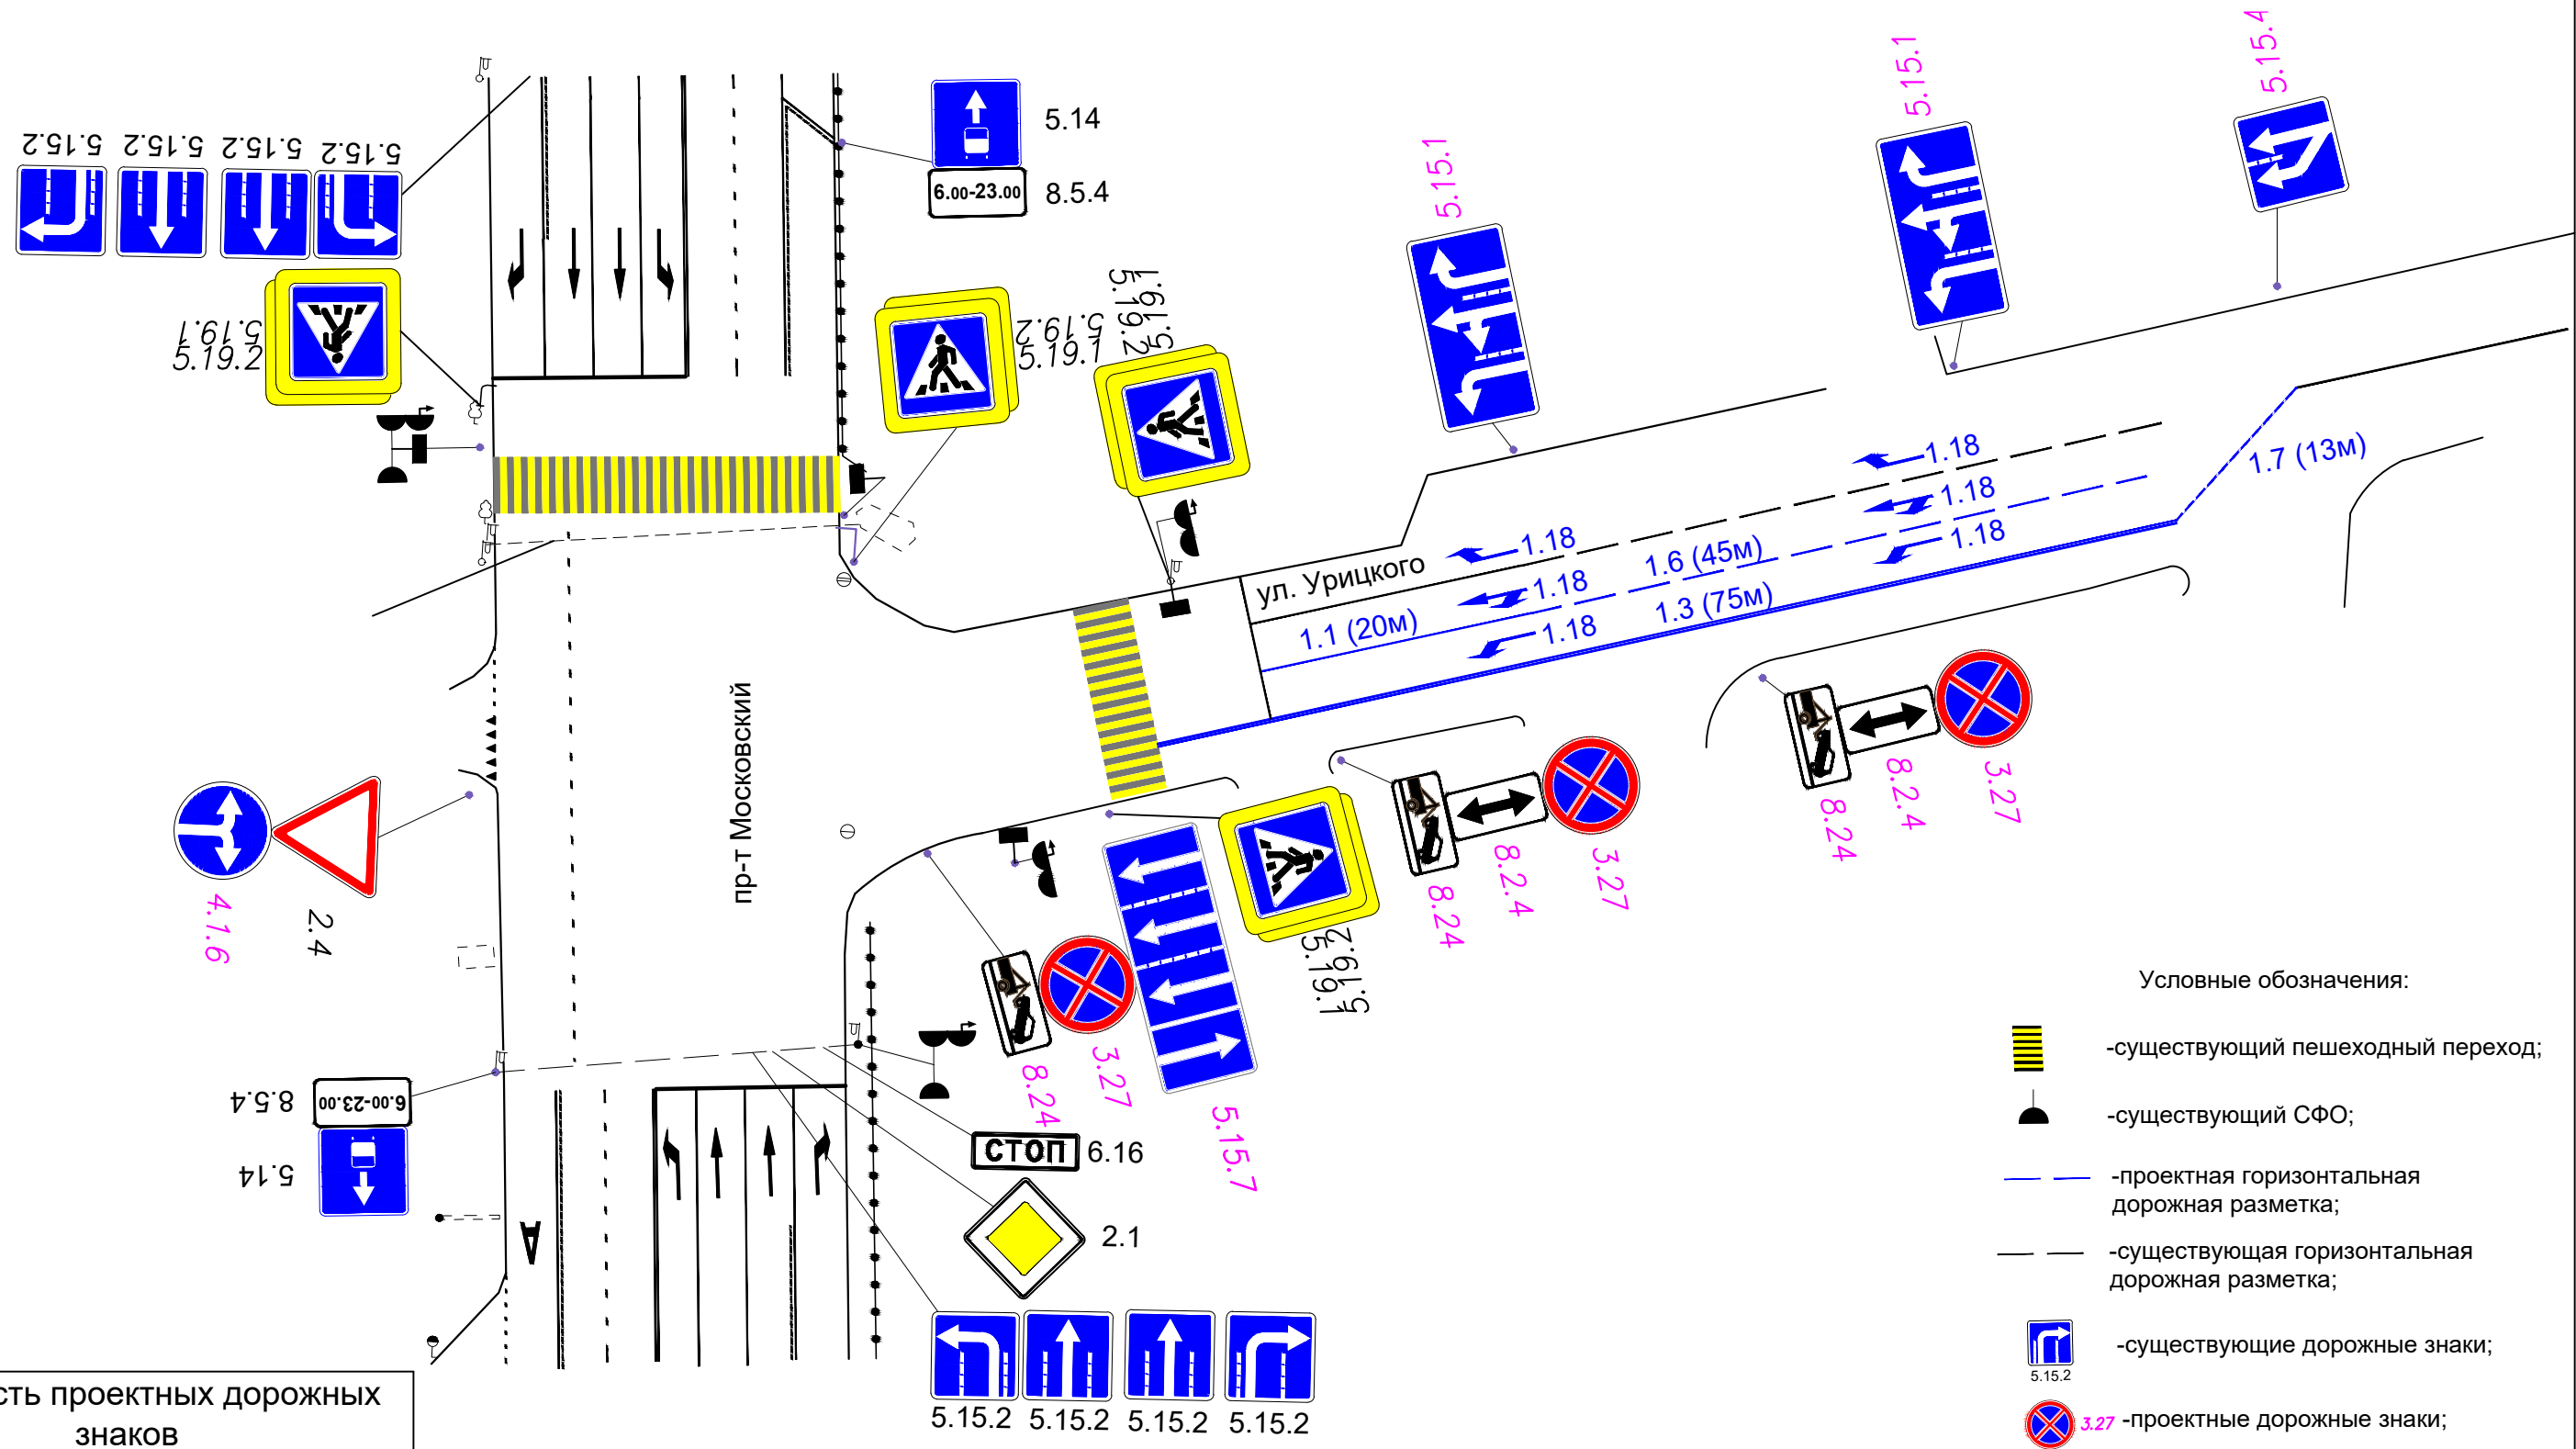 5.15.2 5.15.2 5.15.2 5.15.2
5.19.1
5.19.2
5.14
6.00-23.00 8.5.4
5.19.2
5.19.1
5.19.1
5.19.2
5.15.1
5.15.1
5.15.4
1.18
1.18
1.18
1.7 (13м)
ул. Урицкого
1.18
1.18
1.18
1.6 (45м)
1.1 (20м)
1.3 (75м)
пр-т Московский
4.1.6
2.4
8.24
8.2.4
3.27
8.24
8.2.4
3.27
5.19.2
5.19.1
8.24
3.27
5.15.7
8.5.4 6.00-23.00
5.14
СТОП 6.16
2.1
5.15.2 5.15.2 5.15.2 5.15.2
Условные обозначения:
-существующий пешеходный переход;
-существующий СФО;
-проектная горизонтальная
дорожная разметка;
-существующая горизонтальная
дорожная разметка;
-существующие дорожные знаки;
5.15.2
3.27 -проектные дорожные знаки;
сть проектных дорожных
знаков
А